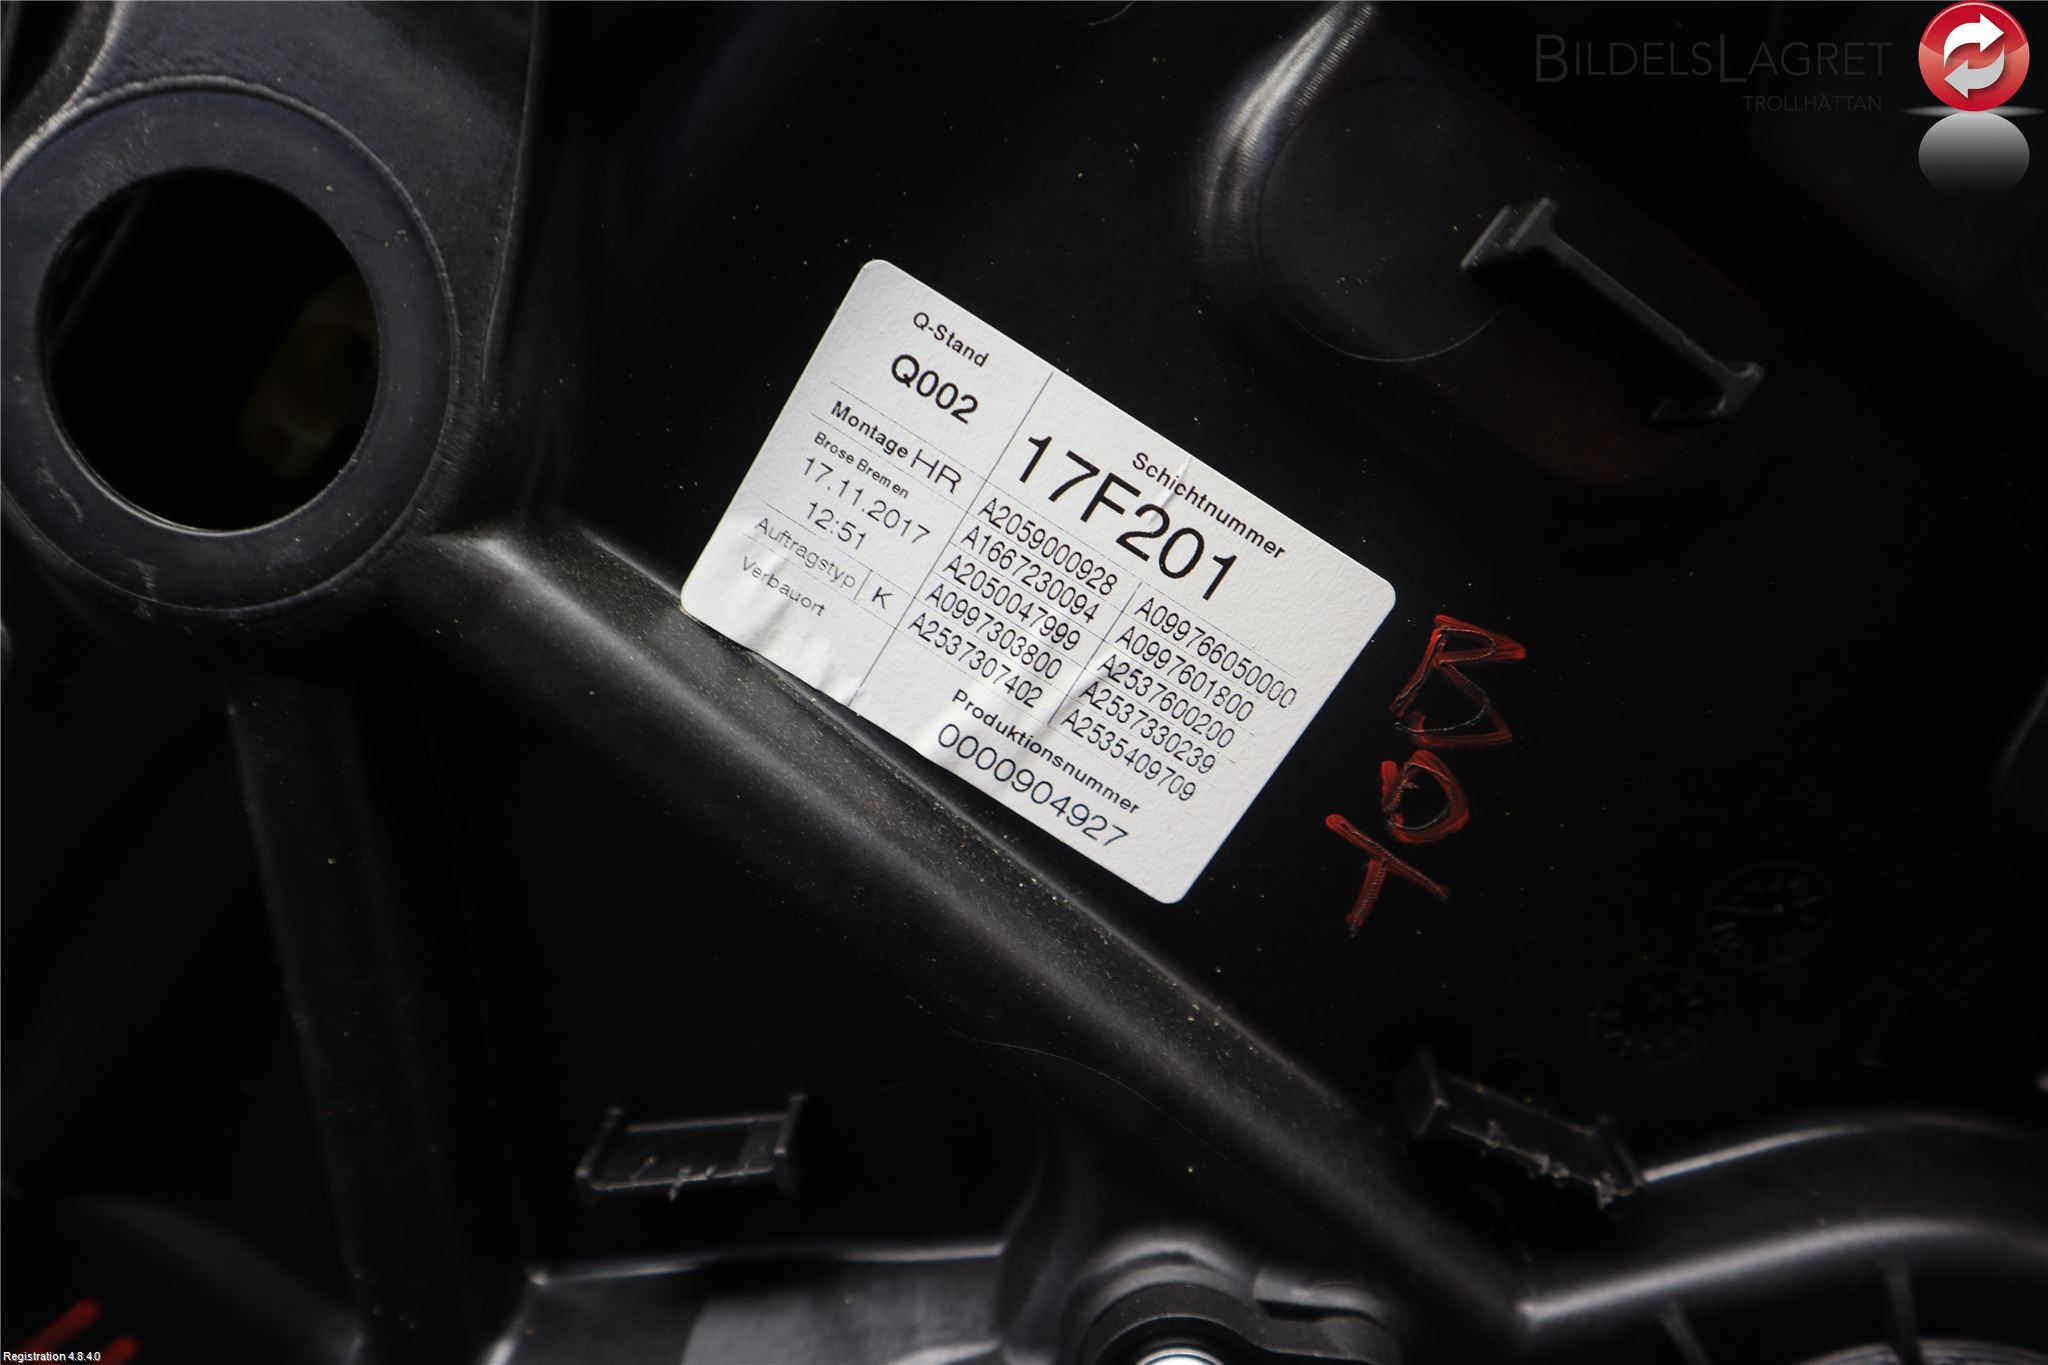 BILDELSLAGRET
TROLLHÄTTAN
Q-Stand
Q002
Montage HR
Brose Bremen
17.11.2017
12:51
Auftragstyp K
Verbauort
Schichtnummer
17F201
A2059000928 A099766050000
A1667230094 A0997601800
A2050047999 A2537600200
A0997303800 A2537330239
A2537307402 A2535409709
Produktionsnummer
0000904927
Registration 4.8.4.0